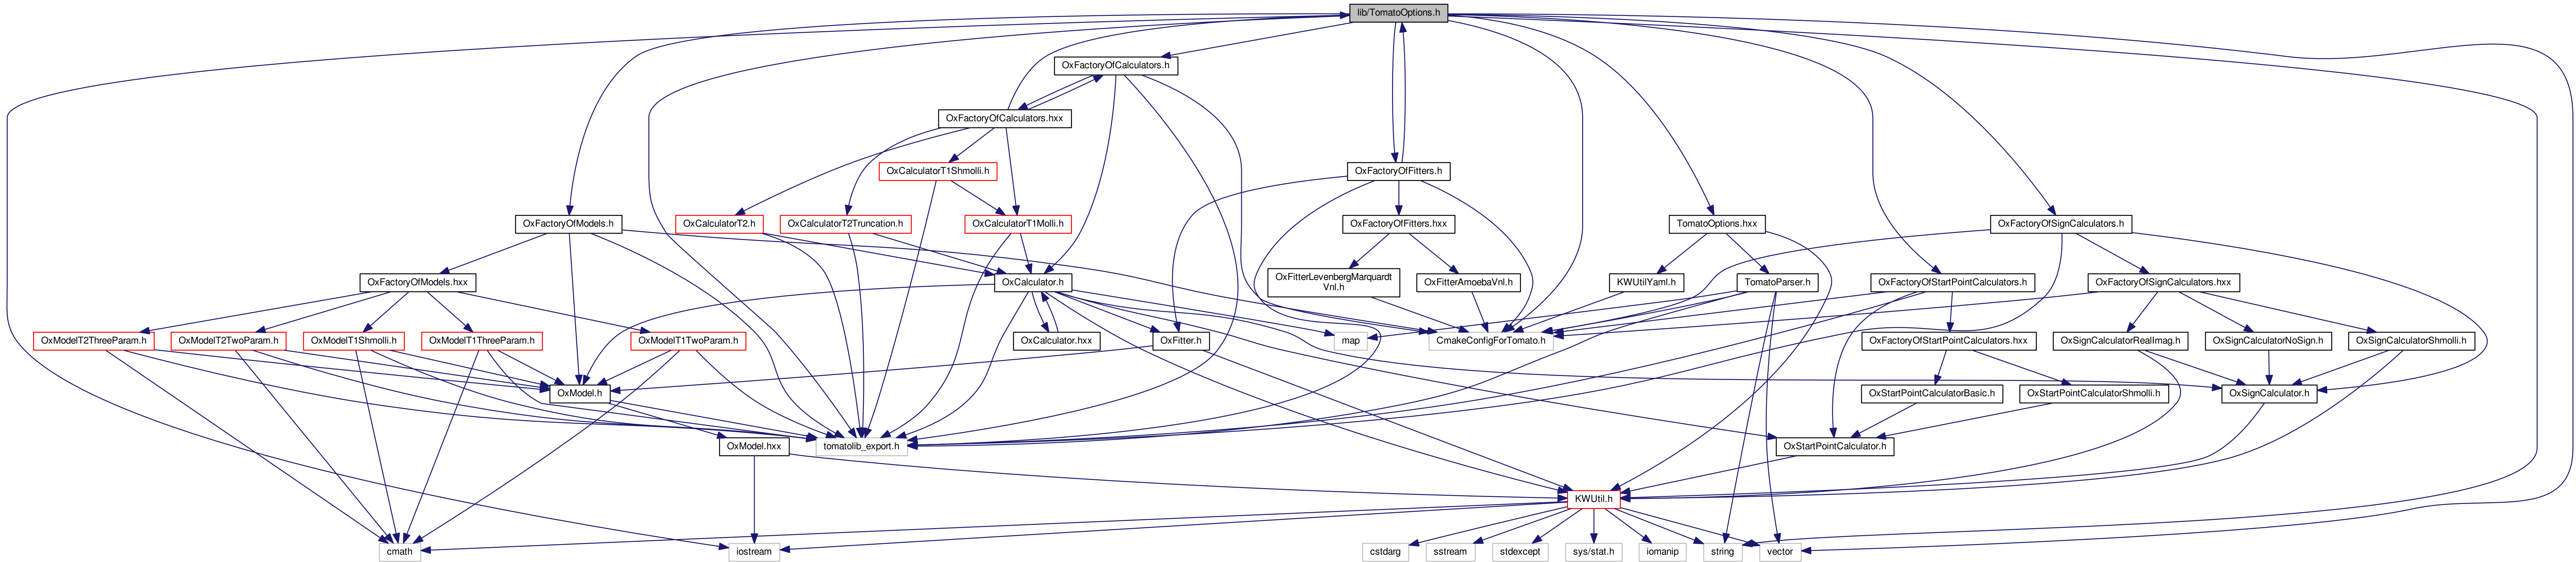 lib/TomatoOptions.h
OxFactoryOfCalculators.h
OxFactoryOfCalculators.hxx
OxCalculatorT1Shmolli.h
OxFactoryOfFitters.h
OxFactoryOfModels.h
OxCalculatorT2.h
OxCalculatorT2Truncation.h
OxCalculatorT1Molli.h
OxFactoryOfFitters.hxx
TomatoOptions.hxx
OxFactoryOfSignCalculators.h
OxFactoryOfModels.hxx
OxCalculator.h
OxFitterLevenbergMarquardt
Vnl.h
OxFitterAmoebaVnl.h
KWUtilYaml.h
TomatoParser.h
OxFactoryOfStartPointCalculators.h
OxFactoryOfSignCalculators.hxx
OxModelT2ThreeParam.h
OxModelT2TwoParam.h
OxModelT1Shmolli.h
OxModelT1ThreeParam.h
OxModelT1TwoParam.h
OxCalculator.hxx
OxFitter.h
map
CmakeConfigForTomato.h
OxFactoryOfStartPointCalculators.hxx
OxSignCalculatorRealImag.h
OxSignCalculatorNoSign.h
OxSignCalculatorShmolli.h
OxModel.h
OxStartPointCalculatorBasic.h
OxStartPointCalculatorShmolli.h
OxSignCalculator.h
OxModel.hxx
tomatolib_export.h
OxStartPointCalculator.h
KWUtil.h
cmath
iostream
cstdarg
sstream
stdexcept
sys/stat.h
iomanip
string
vector